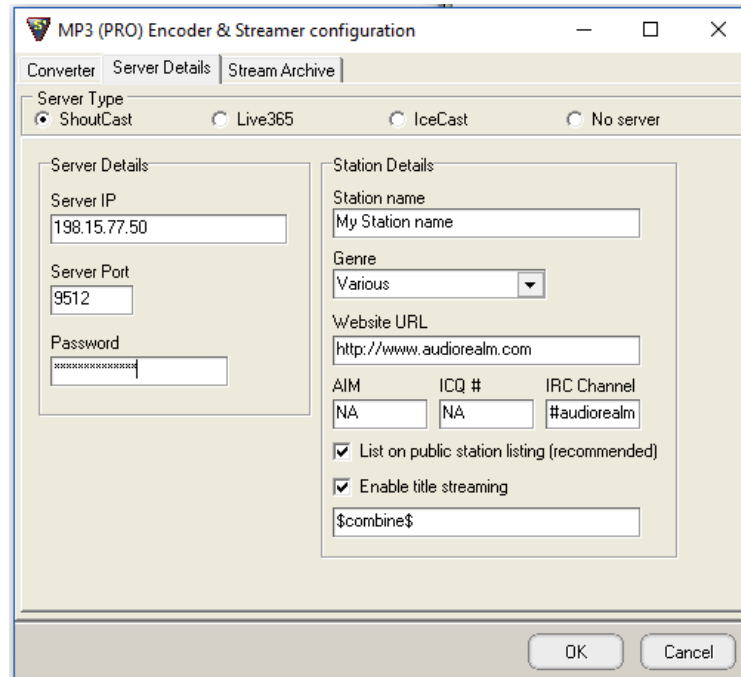 MP3 (PRO) Encoder & Streamer configuration
Converter Server Details Stream Archive
Server Type
ShoutCast Live365 IceCast No server
Server Details
Server IP
198.15.77.50
Server Port
9512
Password
**************
Station Details
Station name
My Station name
Genre
Various
Website URL
http://www.audiorealm.com
AIM ICQ # IRC Channel
NA NA #audiorealm
List on public station listing (recommended)
Enable title streaming
$combine$
OK Cancel